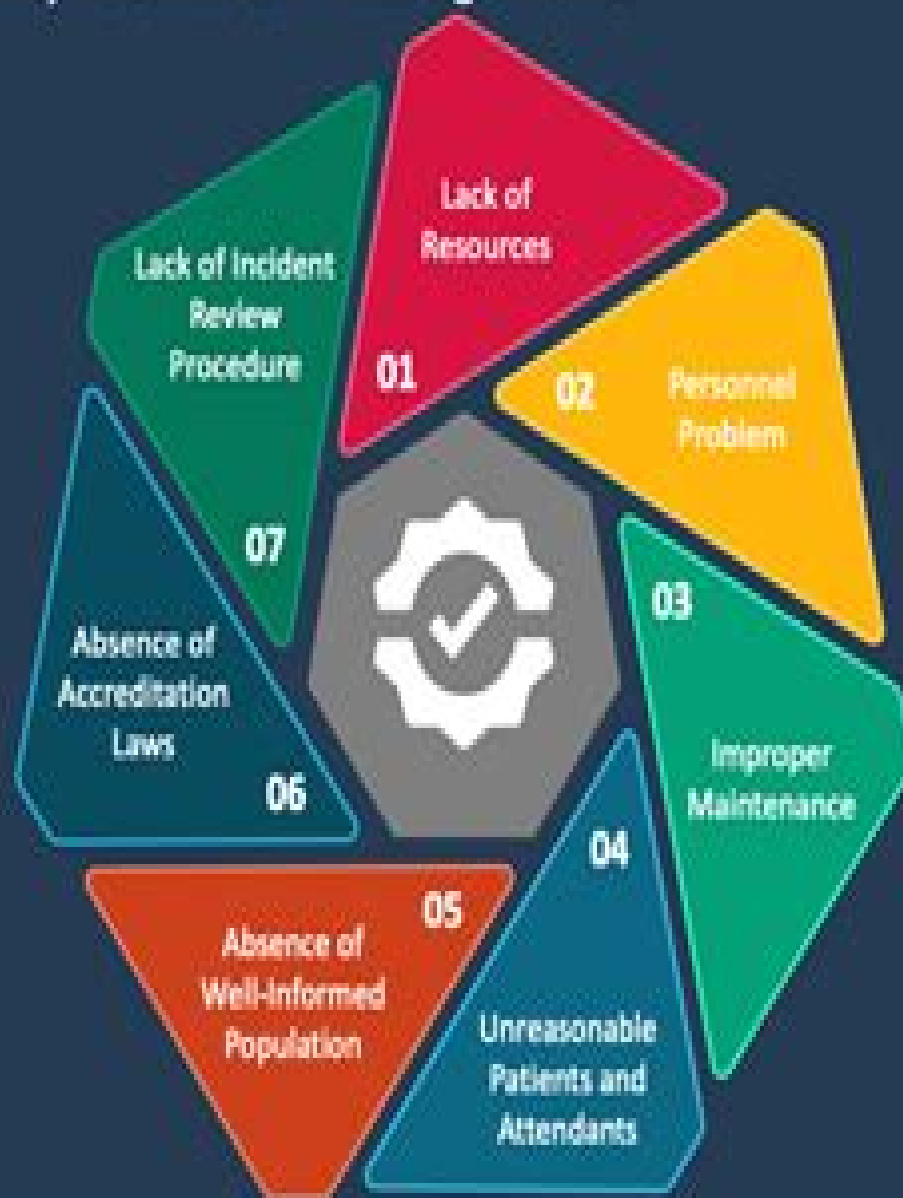 Lack of
Resources
01
02
Personnel
Problem
03
Improper
Maintenance
04
Unreasonable
Patients and
Attendants
05
Absence of
Well-Informed
Population
Absence of
Accreditation
Laws
06
Lack of Incident
Review
Procedure
07